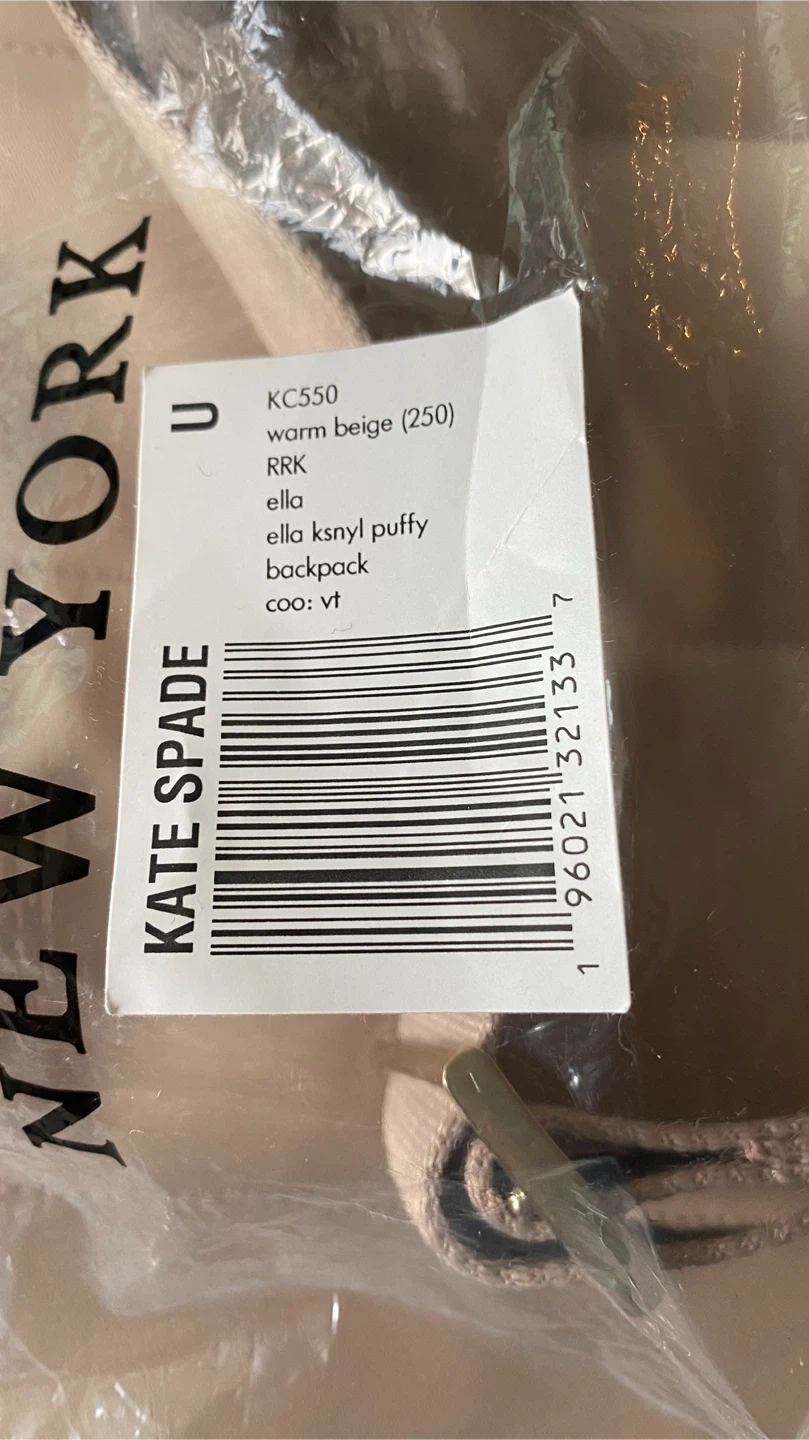 NEW YORK
U
KC550
warm beige (250)
RRK
ella
ella ksnyl puffy
backpack
coo: vt
KATE SPADE
1 96021 32133 7